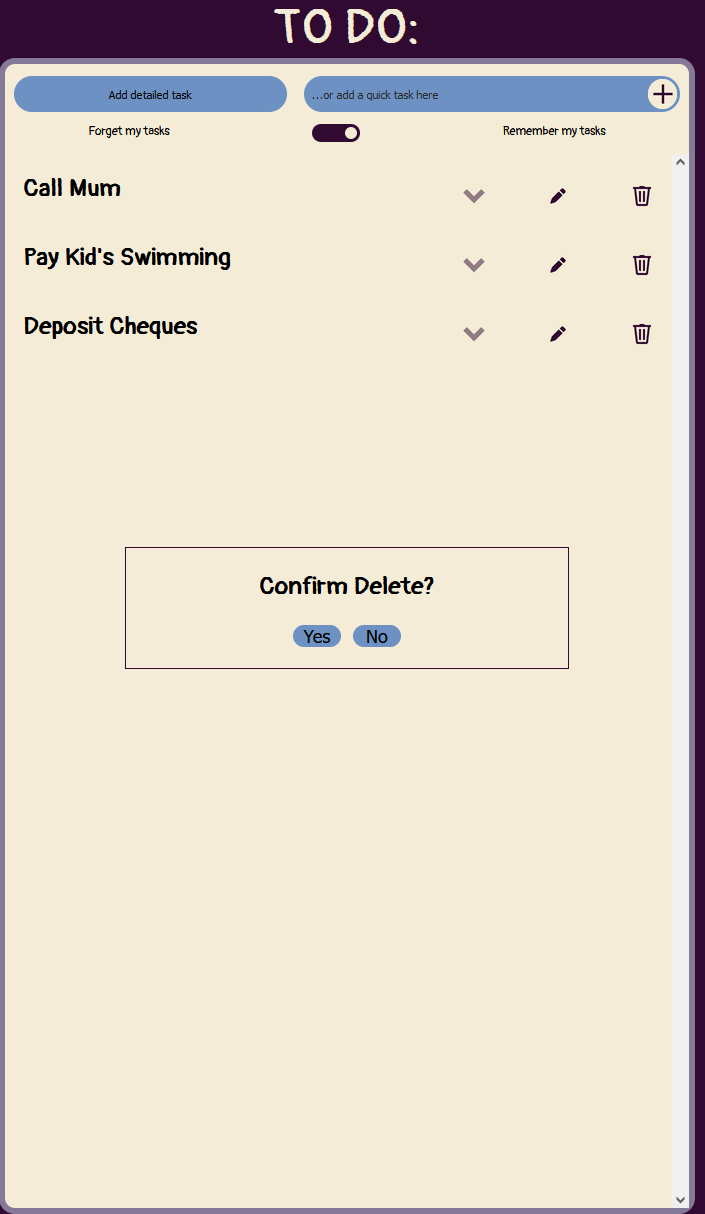 TO DO:
Add detailed task
...or add a quick task here
Forget my tasks
Remember my tasks
Call Mum
Pay Kid's Swimming
Deposit Cheques
Confirm Delete?
Yes No